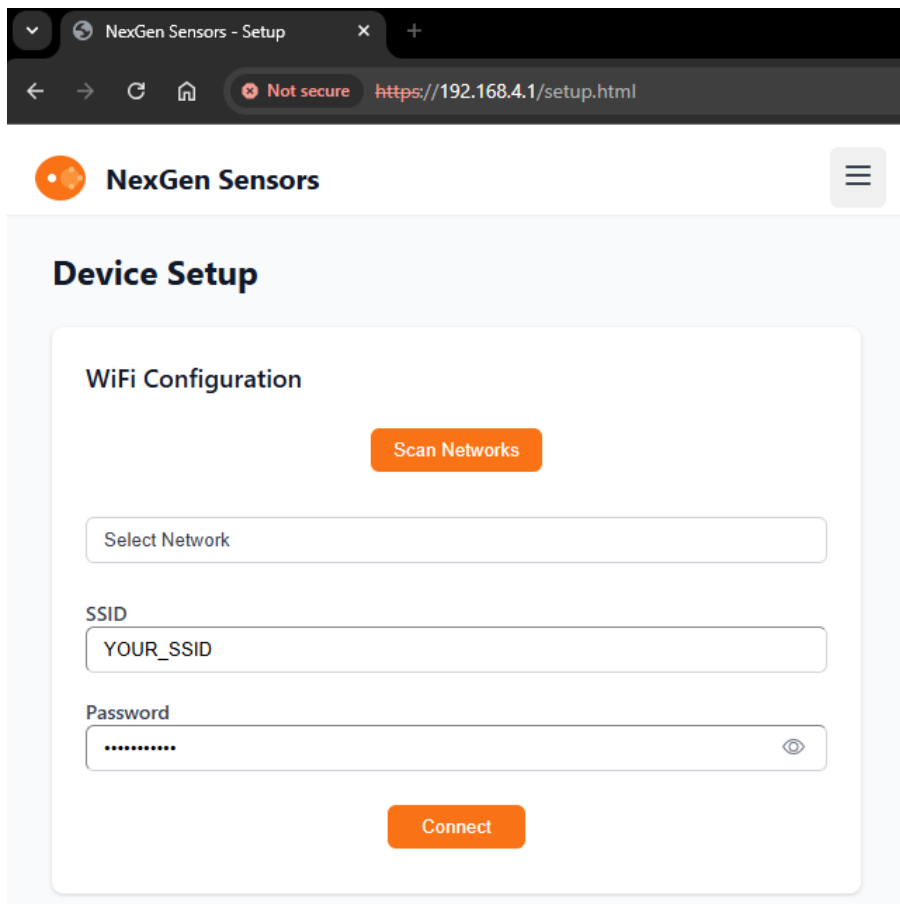 NexGen Sensors - Setup
Not secure https://192.168.4.1/setup.html
NexGen Sensors
Device Setup
WiFi Configuration
Scan Networks
Select Network
SSID
YOUR_SSID
Password
•••••••••••
Connect